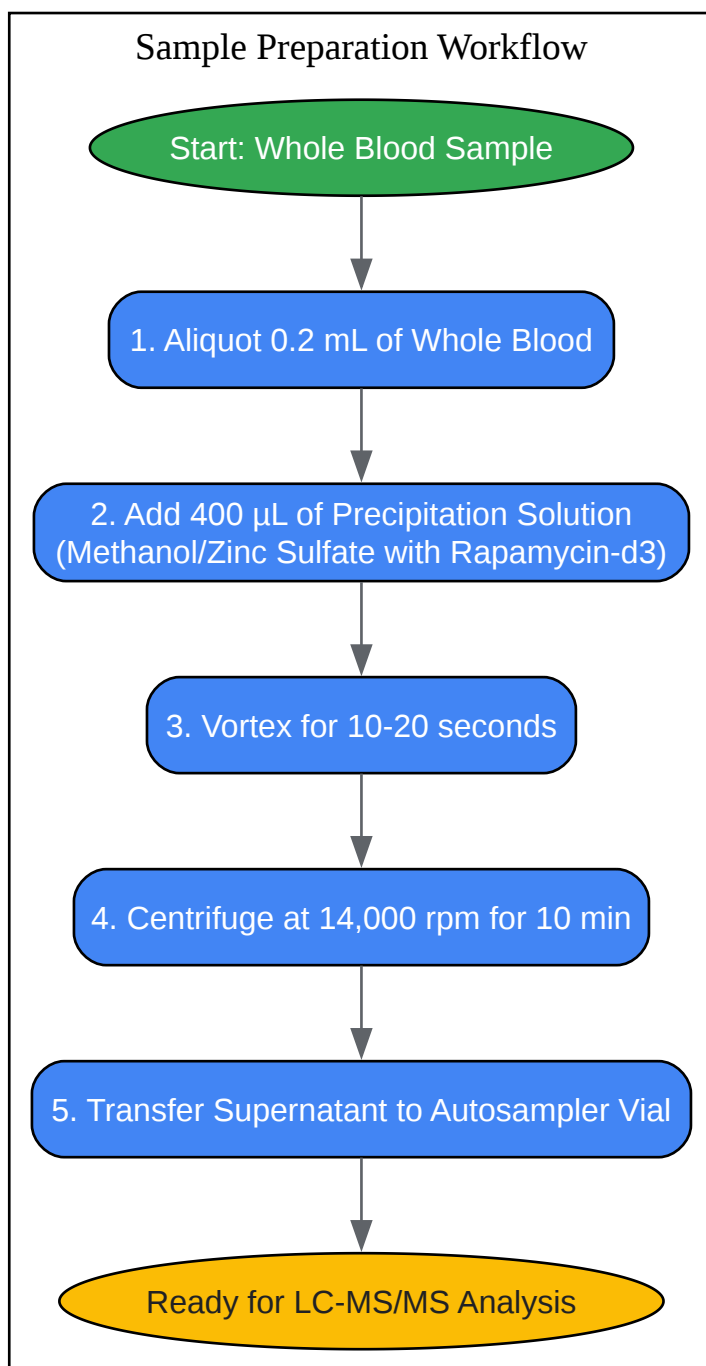 Sample Preparation Workflow
Start: Whole Blood Sample
1. Aliquot 0.2 mL of Whole Blood
2. Add 400 µL of Precipitation Solution
(Methanol/Zinc Sulfate with Rapamycin-d3)
3. Vortex for 10-20 seconds
4. Centrifuge at 14,000 rpm for 10 min
5. Transfer Supernatant to Autosampler Vial
Ready for LC-MS/MS Analysis